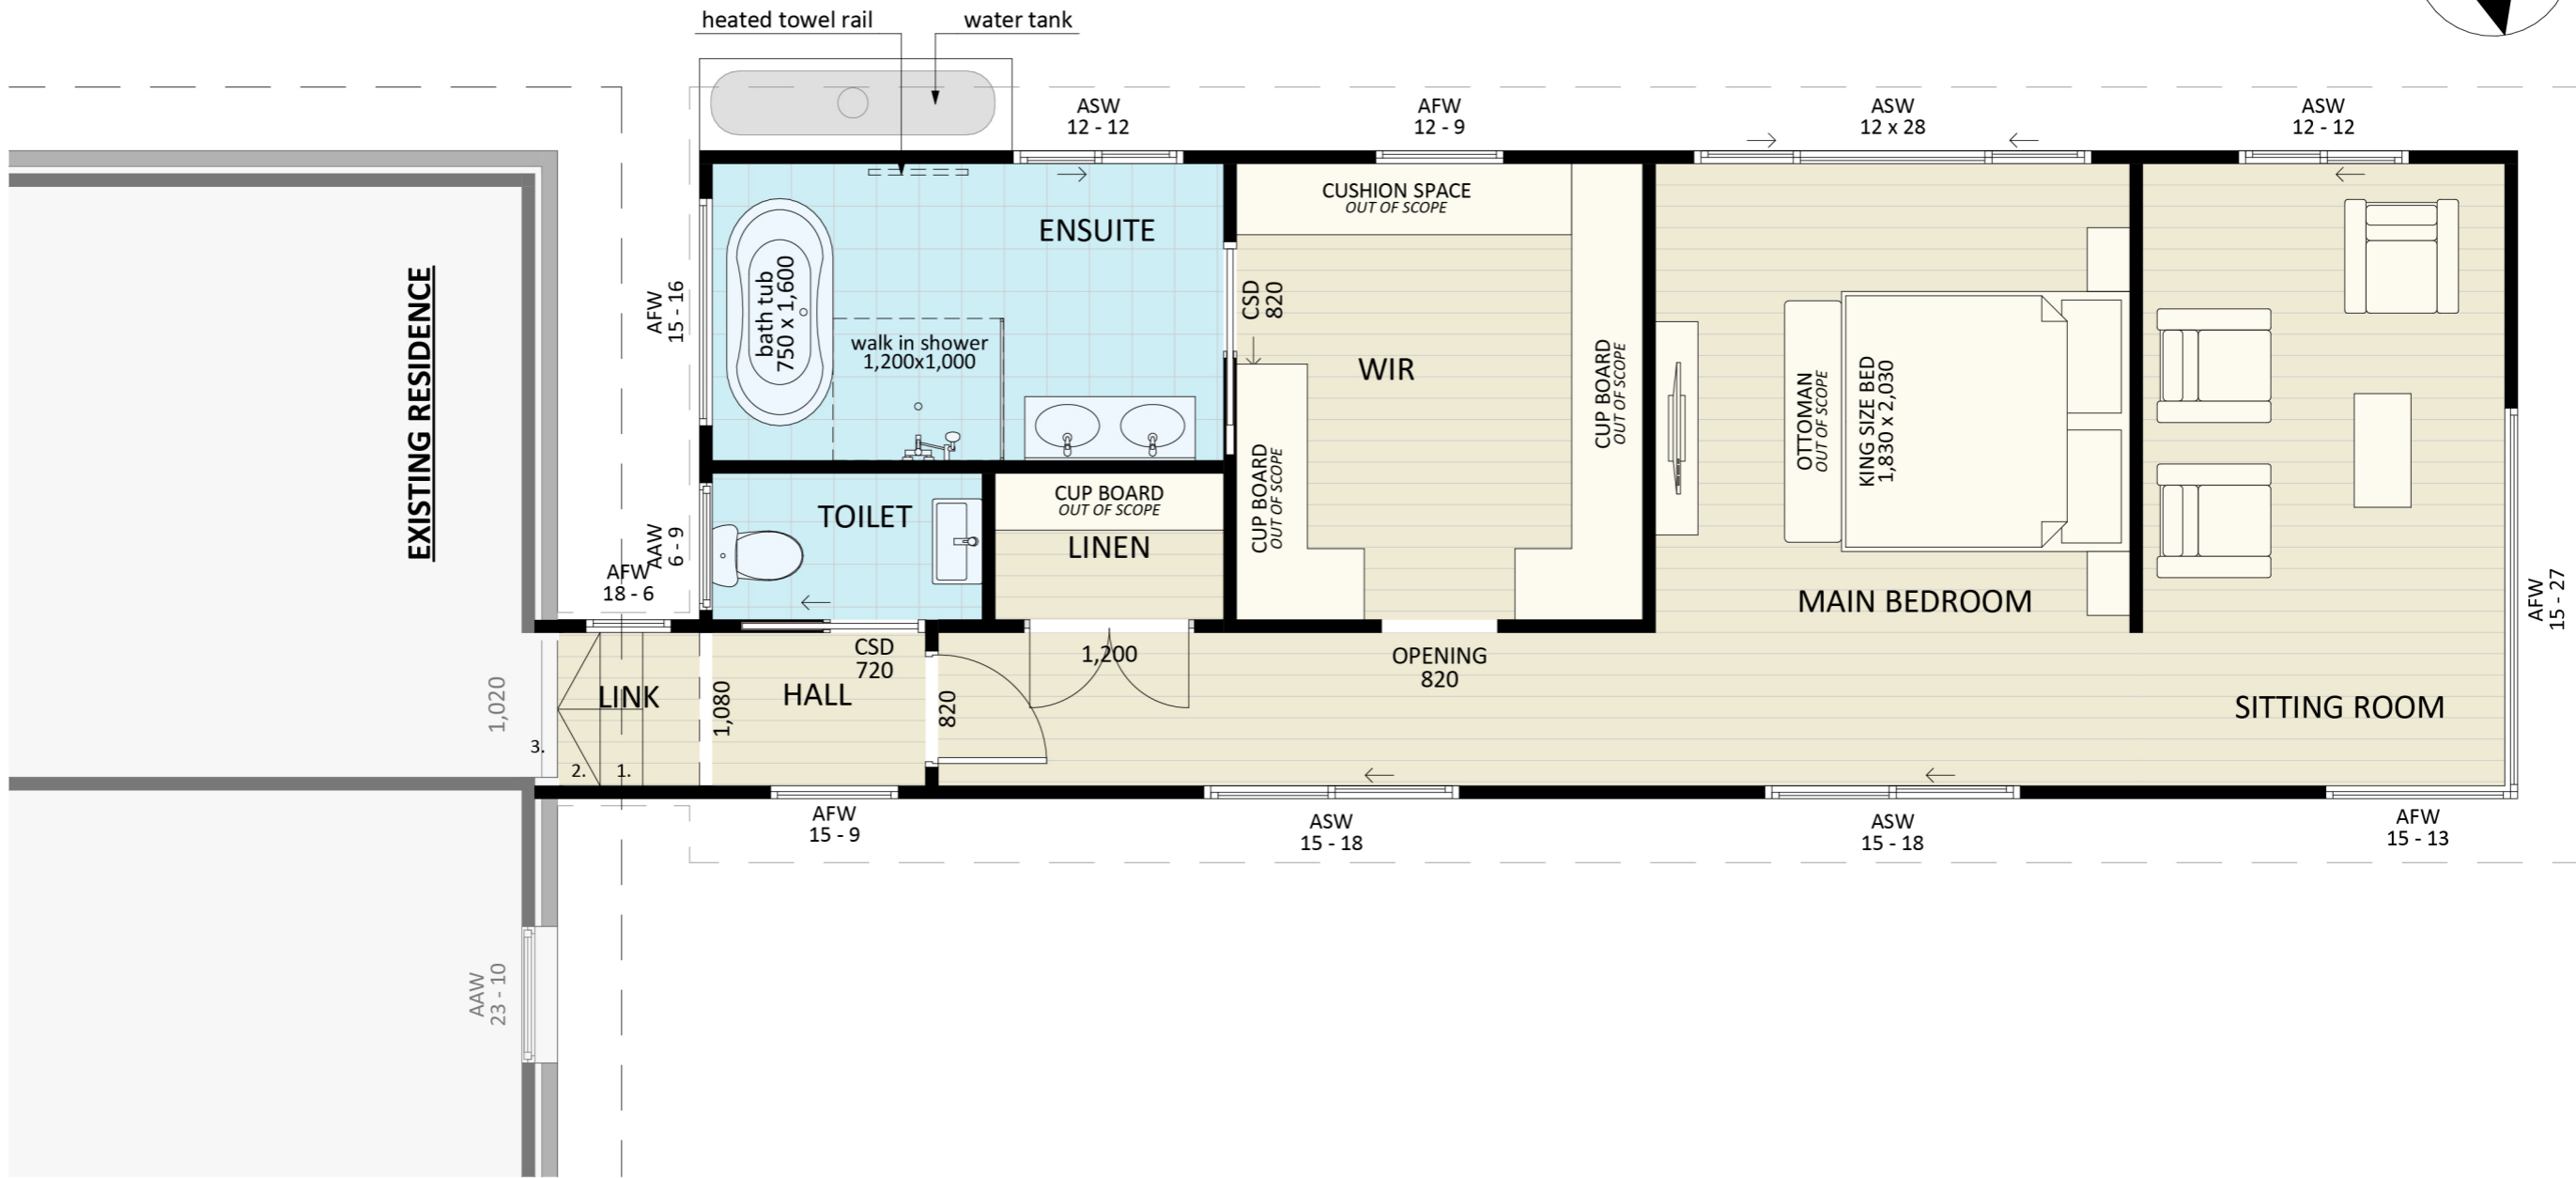 heated towel rail
water tank
ASW
12 - 12
AFW
12 - 9
ASW
12 x 28
ASW
12 - 12
CUSHION SPACE
OUT OF SCOPE
ENSUITE
EXISTING RESIDENCE
AFW
15 - 16
bath tub
750 x 1,600
walk in shower
1,200x1,000
CSD
820
WIR
CUP BOARD
OUT OF SCOPE
OTTOMAN
OUT OF SCOPE
KING SIZE BED
1,830 x 2,030
CUP BOARD
OUT OF SCOPE
CUP BOARD
OUT OF SCOPE
TOILET
LINEN
AAW
6 - 9
AFW
18 - 6
MAIN BEDROOM
AFW
15 - 27
CSD
720
1,200
OPENING
820
1,020
LINK
1,080
HALL
820
SITTING ROOM
3.
2.
1.
AFW
15 - 9
ASW
15 - 18
ASW
15 - 18
AFW
15 - 13
AAW
23 - 10